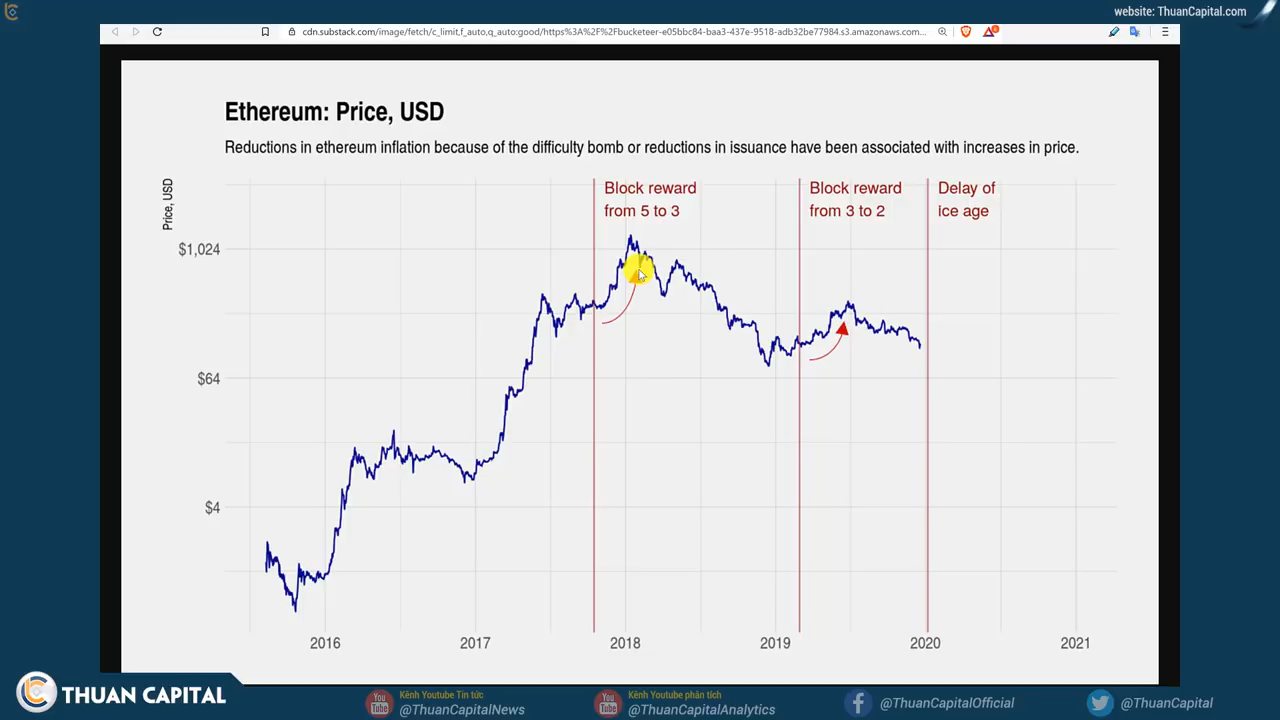 website: ThuanCapital.com
cdn.substack.com/image/fetch/c_limit,f_auto,q_auto:good/https%3A%2F%2Fbucketeer-e05bbc84-baa3-437e-9518-adb32be77984.s3.amazonaws.com...
Ethereum: Price, USD
Reductions in ethereum inflation because of the difficulty bomb or reductions in issuance have been associated with increases in price.
Price, USD
Block reward
from 5 to 3
Block reward
from 3 to 2
Delay of
ice age
$1,024
$64
$4
2016 2017 2018 2019 2020 2021
THUAN CAPITAL
You
Tube
Kênh Youtube Tin tức
@ThuanCapitalNews
You
Tube
Kênh Youtube phân tích
@ThuanCapitalAnalytics
@ThuanCapitalOfficial
@ThuanCapital